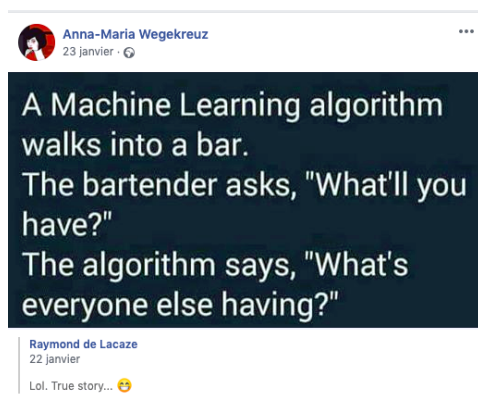 Anna-Maria Wegekreuz
23 janvier ·
A Machine Learning algorithm
walks into a bar.
The bartender asks, "What'll you
have?"
The algorithm says, "What's
everyone else having?"
Raymond de Lacaze
22 janvier
Lol. True story... 😁